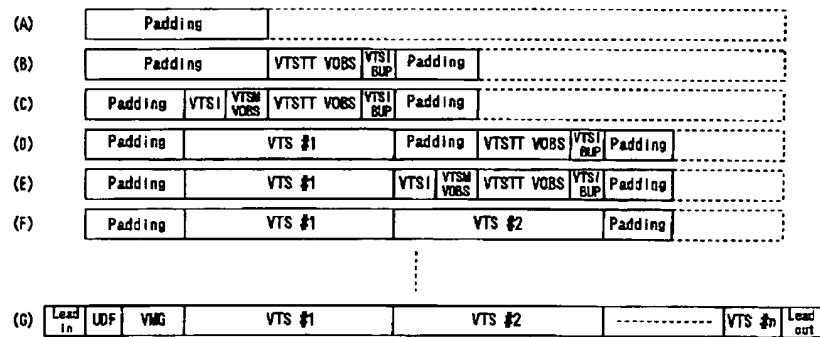 (A) Padding
(B) Padding VTSTT VOBS VTSI BUP Padding
(C) Padding VTSI VTSM VOBS VTSTT VOBS VTSI BUP Padding
(D) Padding VTS #1 Padding VTSTT VOBS VTSI BUP Padding
(E) Padding VTS #1 VTSI VTSM VOBS VTSTT VOBS VTSI BUP Padding
(F) Padding VTS #1 VTS #2 Padding
(G) Lead in UDF VMG VTS #1 VTS #2 VTS #n Lead out